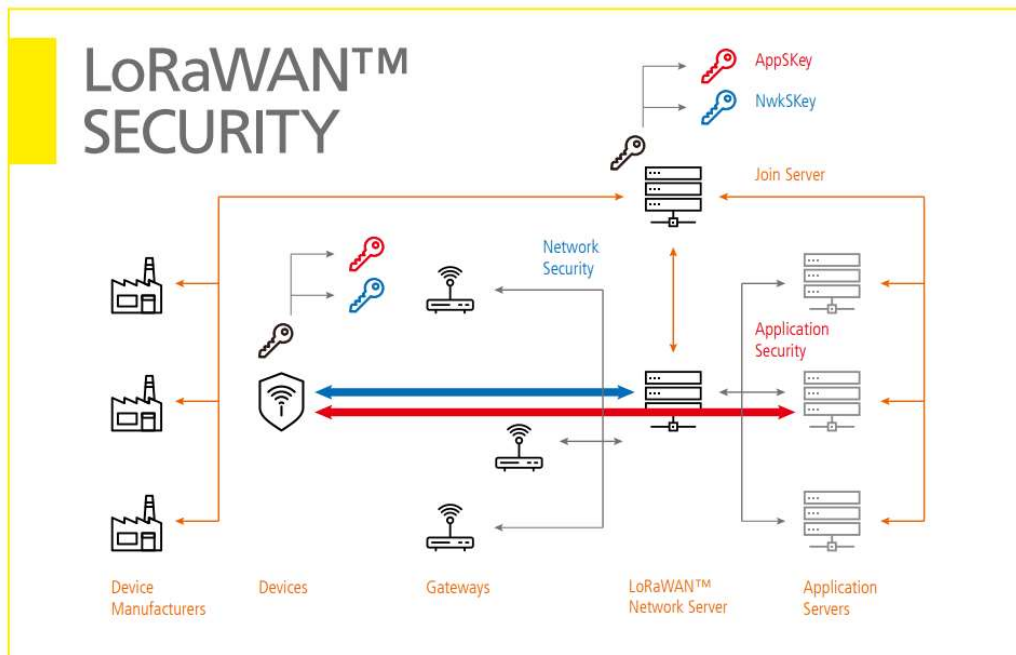 LoRaWAN™
SECURITY
AppSKey
NwkSKey
Join Server
Network
Security
Application
Security
Device
Manufacturers
Devices
Gateways
LoRaWAN™
Network Server
Application
Servers